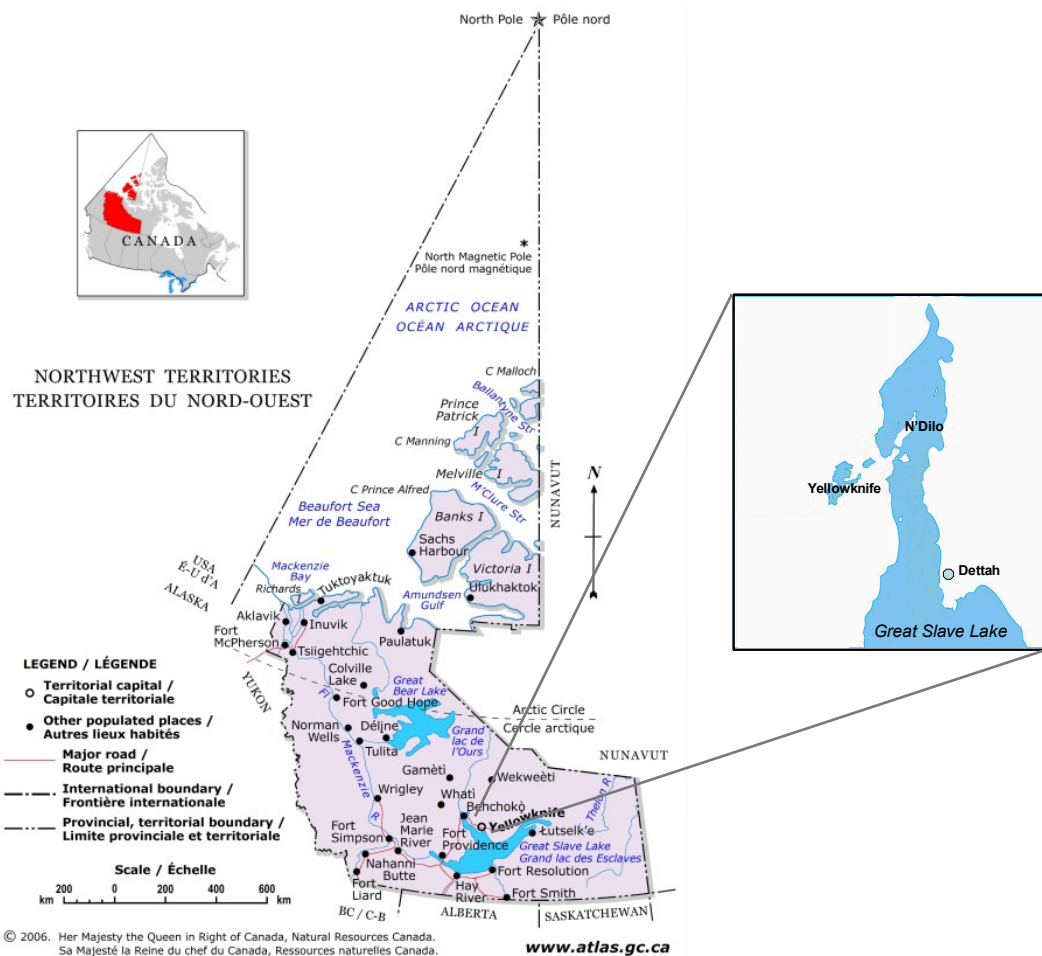 North Pole
Pôle nord
CANADA
North Magnetic Pole
Pôle nord magnétique
ARCTIC OCEAN
OCÉAN ARCTIQUE
NORTHWEST TERRITORIES
TERRITOIRES DU NORD-OUEST
C Malloch
Ballantyne Str
Prince
Patrick
I
C Manning
Melville I
M'Clure Str
C Prince Alfred
NUNAVUT
N
Beaufort Sea
Mer de Beaufort
Banks I
Sachs
Harbour
Victoria I
Ulukhaktok
USA
É-U d'A
ALASKA
Mackenzie
Bay
Richards
I
Tuktoyaktuk
Amundsen
Gulf
Aklavik
Inuvik
Fort
McPherson
Tsiigehtchic
Paulatuk
YUKON
Colville
Lake
Great
Bear Lake
Fl
Fort Good Hope
Arctic Circle
Cercle arctique
Norman
Wells
Déljne
Tulita
Grand
lac de
l'Ours
NUNAVUT
Mackenzie
R
Gamètì
Wekweètì
Wrigley
Whatì
Behchokò
Thelon R
Yellowknife
Fort
Simpson
Jean
Marie
River
Fort
Providence
Łutselk'e
Great Slave Lake
Grand lac des Esclaves
Nahanni
Butte
Fort Resolution
Fort
Liard
Hay
River
Fort Smith
BC / C-B
ALBERTA
SASKATCHEWAN
LEGEND / LÉGENDE
Territorial capital /
Capitale territoriale
Other populated places /
Autres lieux habités
Major road /
Route principale
International boundary /
Frontière internationale
Provincial, territorial boundary /
Limite provinciale et territoriale
Scale / Échelle
200 0 200 400 600
km km
© 2006. Her Majesty the Queen in Right of Canada, Natural Resources Canada.
Sa Majesté la Reine du chef du Canada, Ressources naturelles Canada.
www.atlas.gc.ca
N'Dilo
Yellowknife
Dettah
Great Slave Lake